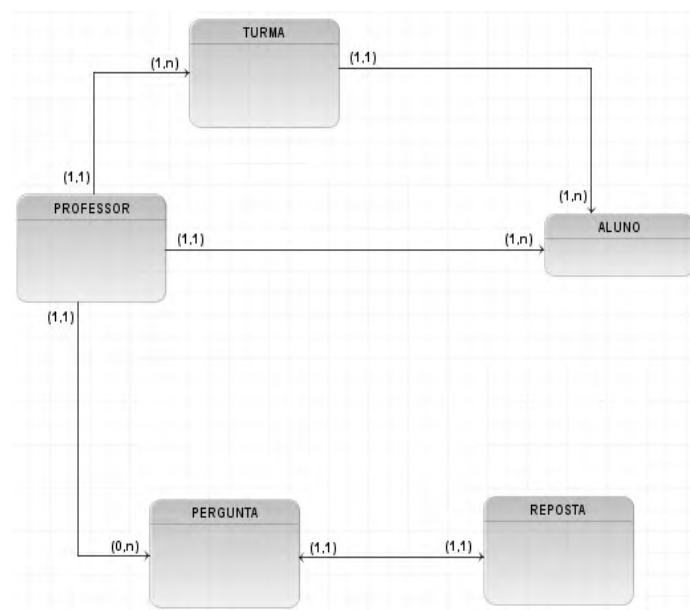 TURMA
(1,n)
(1,1)
(1,1)
PROFESSOR
(1,n)
ALUNO
(1,1)
(1,n)
(1,1)
PERGUNTA
REPOSTA
(0,n)
(1,1)
(1,1)